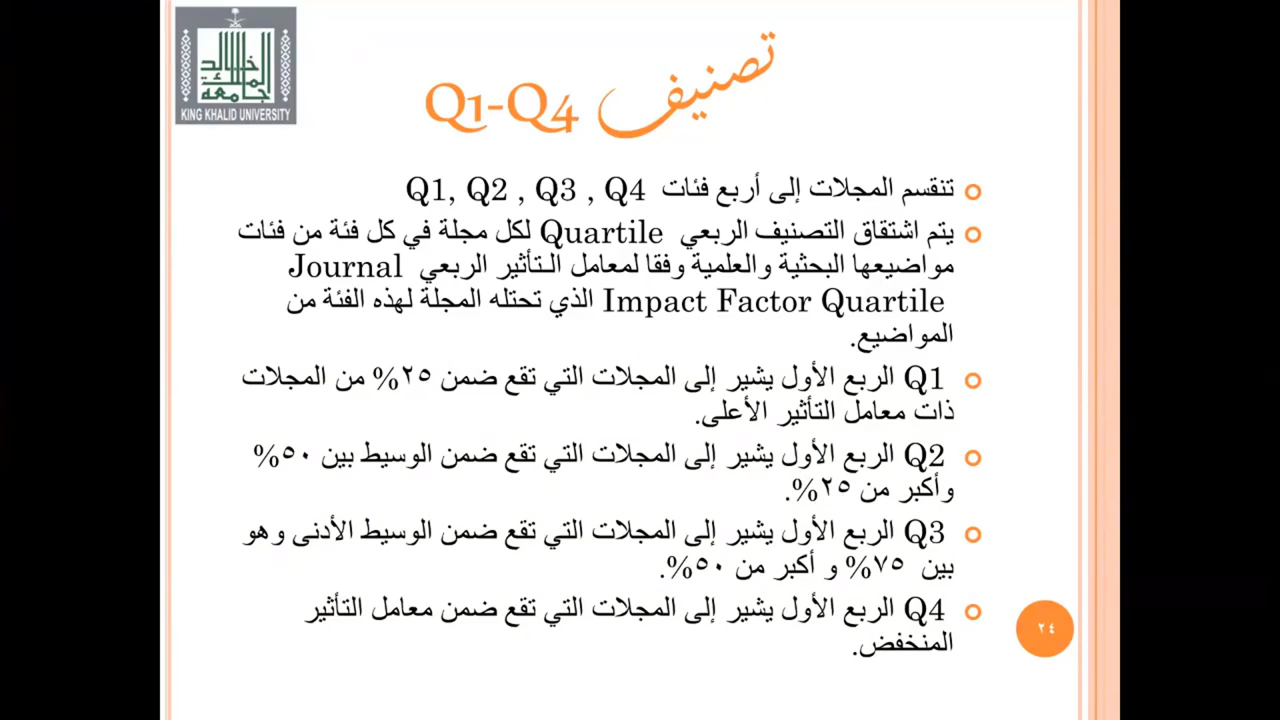 جامعة الملك خالد
KING KHALID UNIVERSITY
تصنيف Q1-Q4
تنقسم المجلات إلى أربع فئات Q1, Q2 , Q3 , Q4
يتم اشتقاق التصنيف الربعي Quartile لكل مجلة في كل فئة من فئات
مواضيعها البحثية والعلمية وفقا لمعامل التأثير الربعي Journal
Impact Factor Quartile الذي تحتله المجلة لهذه الفئة من
المواضيع.
Q1 الربع الأول يشير إلى المجلات التي تقع ضمن ٢٥% من المجلات
ذات معامل التأثير الأعلى.
Q2 الربع الأول يشير إلى المجلات التي تقع ضمن الوسيط بين ٥٠%
وأكبر من ٢٥%.
Q3 الربع الأول يشير إلى المجلات التي تقع ضمن الوسيط الأدنى وهو
بين ٧٥% و أكبر من ٥٠%.
Q4 الربع الأول يشير إلى المجلات التي تقع ضمن معامل التأثير
المنخفض.
٢٤